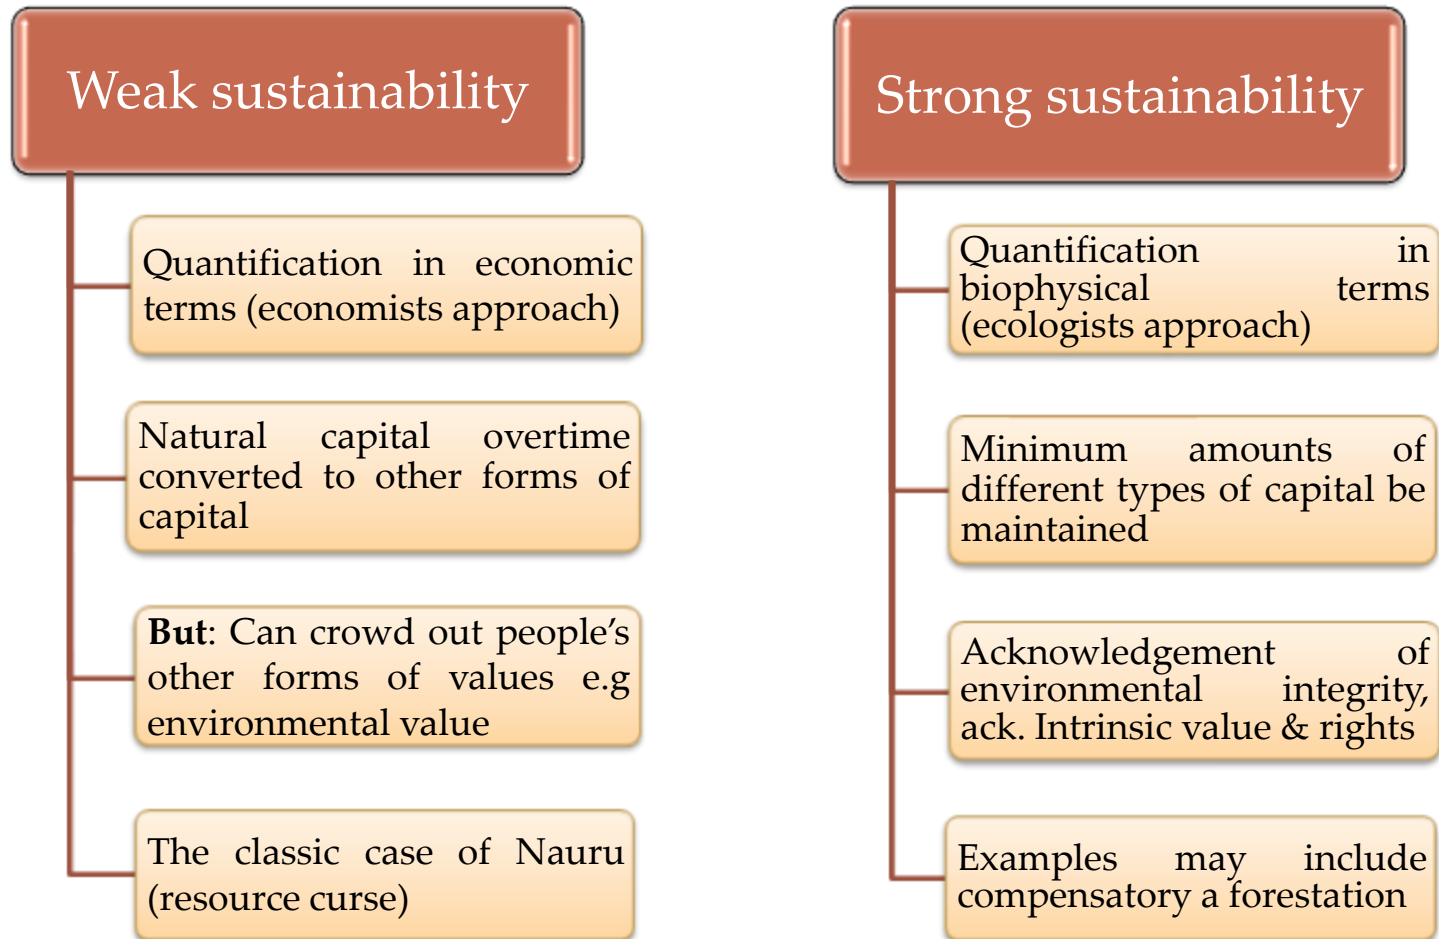 Weak sustainability
Quantification in economic
terms (economists approach)
Natural capital overtime
converted to other forms of
capital
But: Can crowd out people’s
other forms of values e.g
environmental value
The classic case of Nauru
(resource curse)
Strong sustainability
Quantification in
biophysical terms
(ecologists approach)
Minimum amounts of
different types of capital be
maintained
Acknowledgement of
environmental integrity,
ack. Intrinsic value & rights
Examples may include
compensatory a forestation